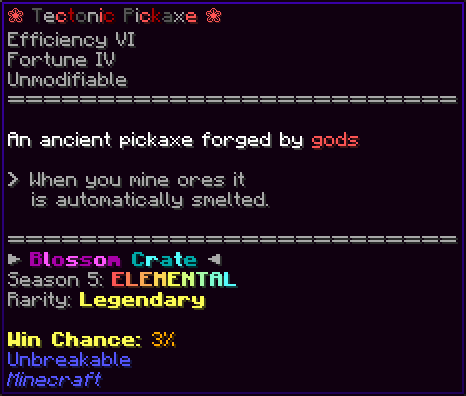 ❀ Tectonic Pickaxe ❀
Efficiency VI
Fortune IV
Unmodifiable
==================================
An ancient pickaxe forged by gods
> When you mine ores it
is automatically smelted.
==================================
► Blosson Crate ◄
Season 5: ELEMENTAL
Rarity: Legendary
Win Chance: 3%
Unbreakable
Minecraft